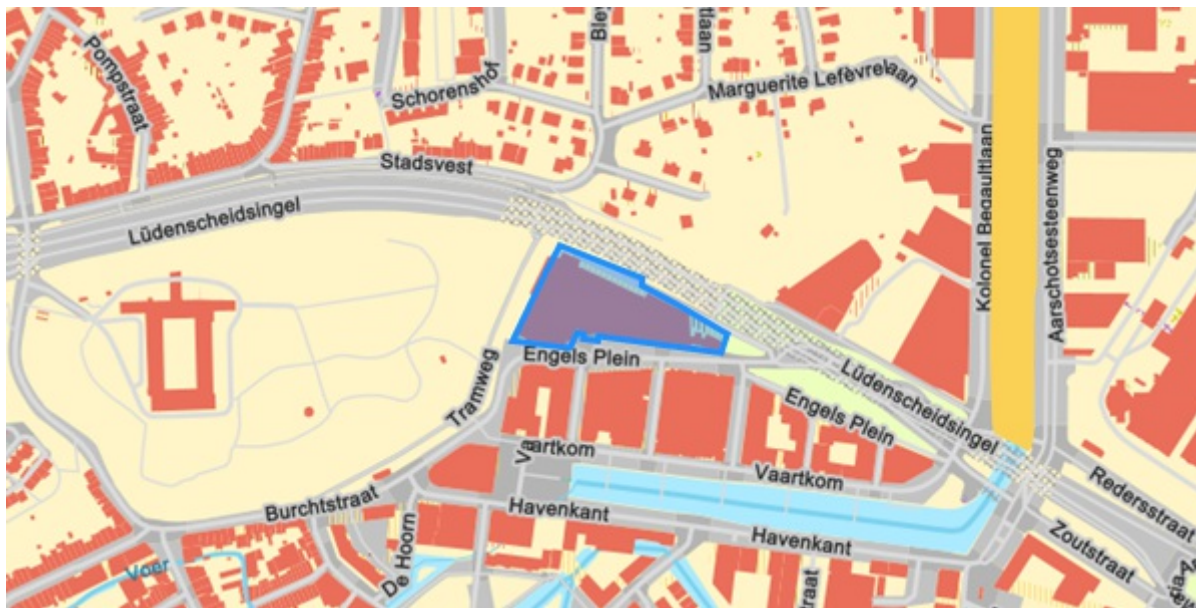 Pompstraat
Schorenshof
Marguerite Lefèvrelaan
Stadsvest
Lüdenscheidsingel
Kolonel Begaultlaan
Aarschotsesteenweg
Engels Plein
Tramweg
Lüdenscheidsingel
Engels Plein
Vaartkom
Burchtstraat
Havenkant
Havenkant
Redersstraat
Zoutstraat
De Hoorn
Voer